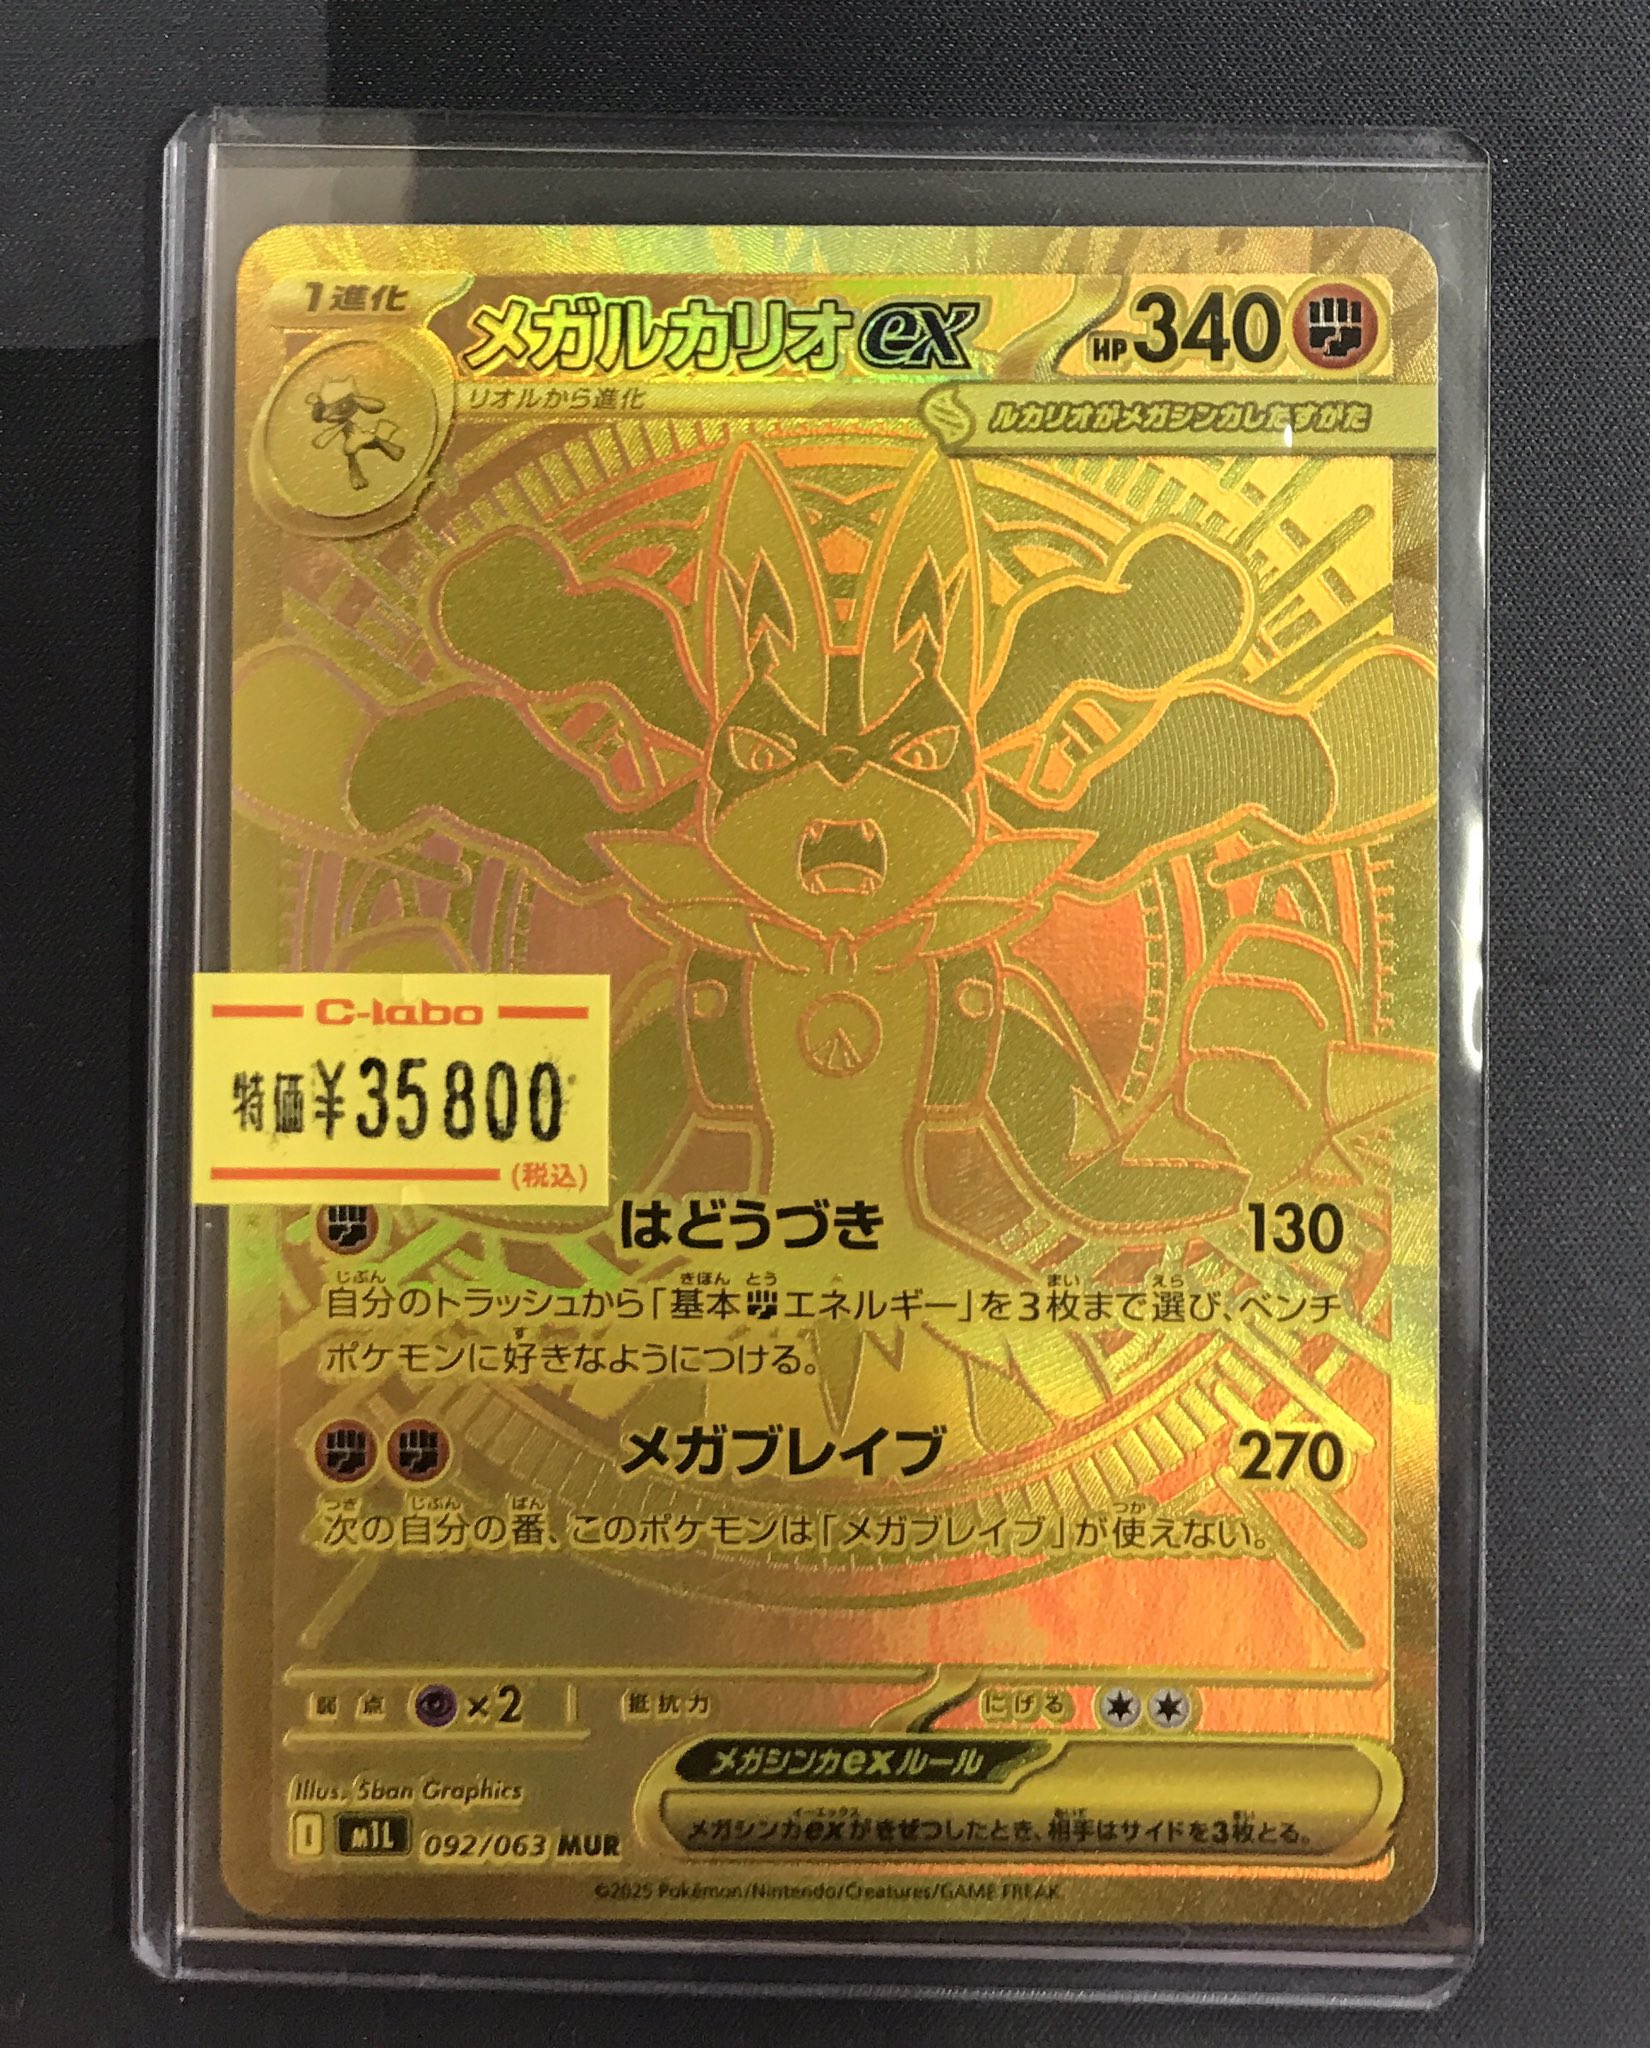 1進化
メガルカリオex
HP340
リオルから進化
ルカリオがメガシンカしたすがた
C-labo
特価¥35800
(税込)
はどうづき 130
自分のトラッシュから「基本エネルギー」を3枚まで選び、ベンチ
ポケモンに好きなようにつける。
メガブレイブ 270
次の自分の番、このポケモンは「メガブレイブ」が使えない。
弱点 ×2 抵抗力 にげる
メガシンカexルール
メガシンカexがきぜつしたとき、相手はサイドを3枚とる。
Illus. 5ban Graphics
I M1L 092/063 MUR
©2025 Pokémon/Nintendo/Creatures/GAME FREAK.